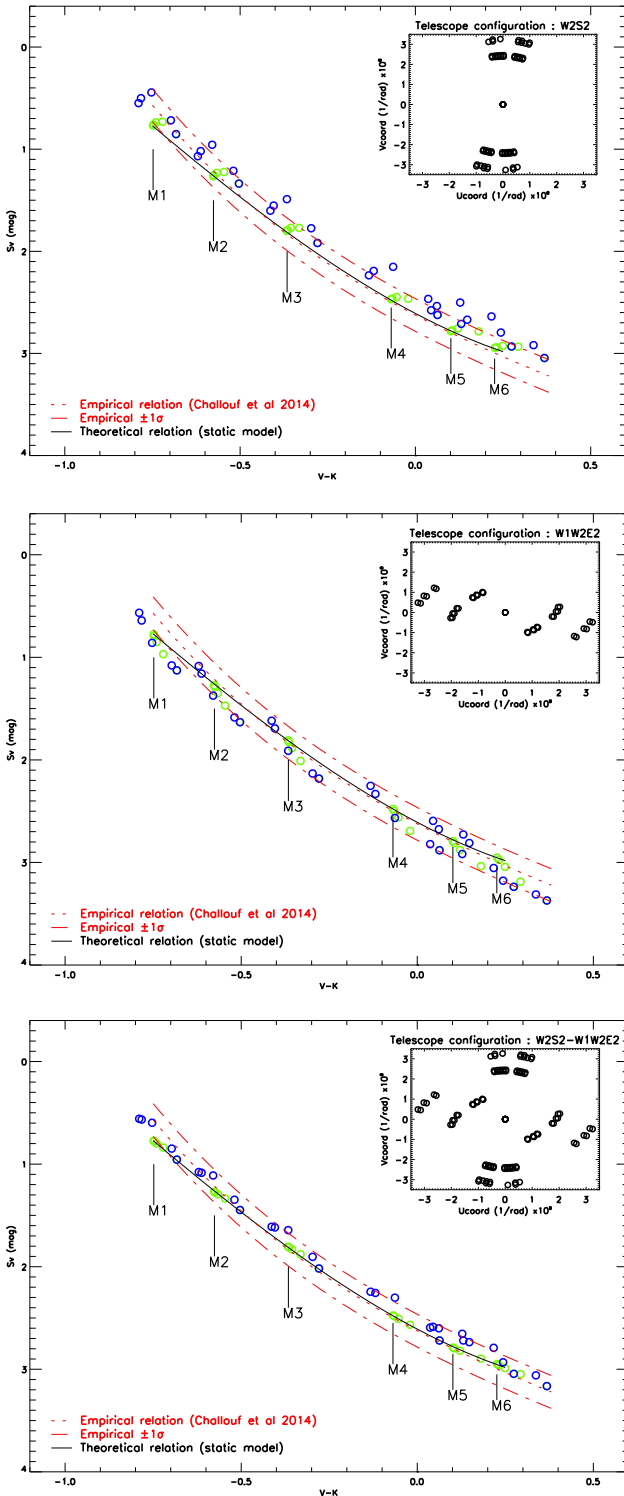 Telescope configuration : W2S2
3
2
1
0
-1
-2
-3
Vcoord (1/rad) x10⁸
-3 -2 -1 0 1 2 3
Ucoord (1/rad) x10⁸
0
1
2
3
4
Sv (mag)
M1
M2
M3
M4
M5
M6
Empirical relation (Challouf et al 2014)
Empirical ±1σ
Theoretical relation (static model)
-1.0 -0.5 0.0 0.5
V-K
Telescope configuration : W1W2E2
3
2
1
0
-1
-2
-3
Vcoord (1/rad) x10⁸
-3 -2 -1 0 1 2 3
Ucoord (1/rad) x10⁸
0
1
2
3
4
Sv (mag)
M1
M2
M3
M4
M5
M6
Empirical relation (Challouf et al 2014)
Empirical ±1σ
Theoretical relation (static model)
-1.0 -0.5 0.0 0.5
V-K
Telescope configuration : W2S2-W1W2E2
3
2
1
0
-1
-2
-3
Vcoord (1/rad) x10⁸
-3 -2 -1 0 1 2 3
Ucoord (1/rad) x10⁸
0
1
2
3
4
Sv (mag)
M1
M2
M3
M4
M5
M6
Empirical relation (Challouf et al 2014)
Empirical ±1σ
Theoretical relation (static model)
-1.0 -0.5 0.0 0.5
V-K